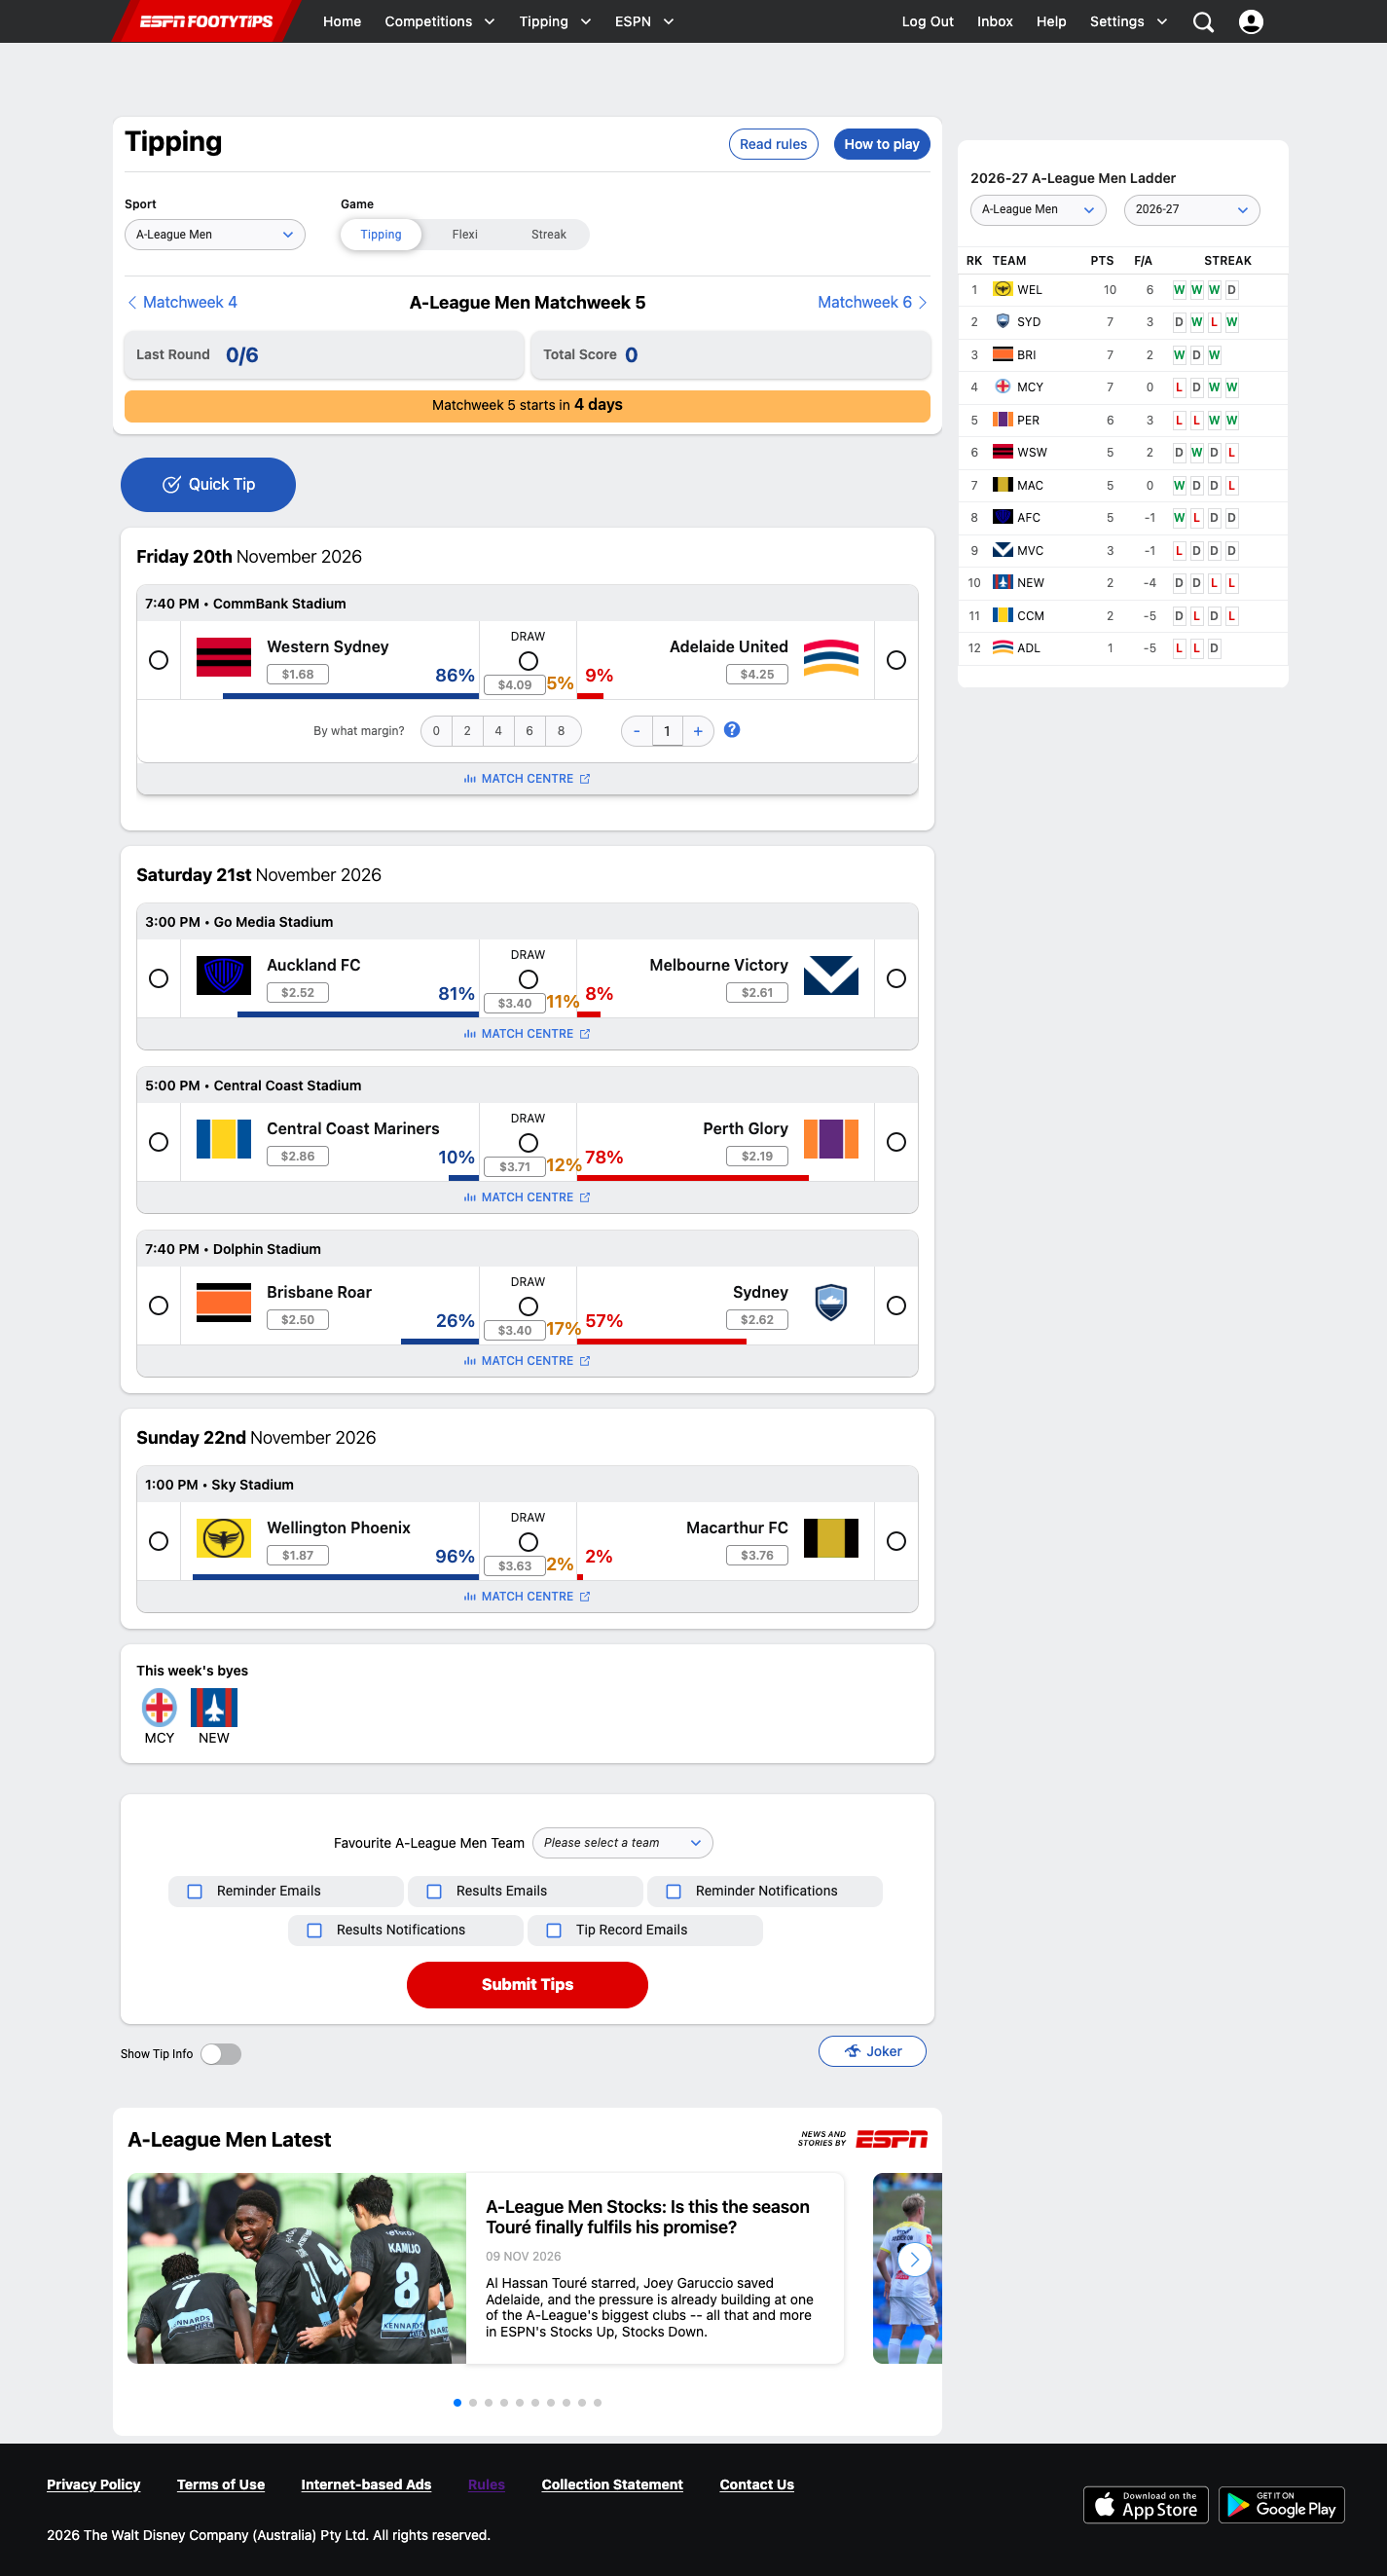 ESPN FOOTYTIPS
Home
Competitions
Tipping
ESPN
Log Out
Inbox
Help
Settings
Tipping
Read rules
How to play
Sport
Game
A-League Men
Tipping
Flexi
Streak
Matchweek 4
A-League Men Matchweek 5
Matchweek 6
Last Round 0/6
Total Score 0
Matchweek 5 starts in 4 days
Quick Tip
Friday 20th November 2026
7:40 PM • CommBank Stadium
Western Sydney
$1.68
86%
DRAW
$4.09
5%
9%
Adelaide United
$4.25
By what margin?
0 2 4 6 8
- 1 +
?
MATCH CENTRE
Saturday 21st November 2026
3:00 PM • Go Media Stadium
Auckland FC
$2.52
81%
DRAW
$3.40
11%
8%
Melbourne Victory
$2.61
MATCH CENTRE
5:00 PM • Central Coast Stadium
Central Coast Mariners
$2.86
10%
DRAW
$3.71
12%
78%
Perth Glory
$2.19
MATCH CENTRE
7:40 PM • Dolphin Stadium
Brisbane Roar
$2.50
26%
DRAW
$3.40
17%
57%
Sydney
$2.62
MATCH CENTRE
Sunday 22nd November 2026
1:00 PM • Sky Stadium
Wellington Phoenix
$1.87
96%
DRAW
$3.63
2%
2%
Macarthur FC
$3.76
MATCH CENTRE
This week's byes
MCY
NEW
Favourite A-League Men Team
Please select a team
Reminder Emails
Results Emails
Reminder Notifications
Results Notifications
Tip Record Emails
Submit Tips
Show Tip Info
Joker
2026-27 A-League Men Ladder
A-League Men
2026-27
RK TEAM PTS F/A STREAK
1 WEL 10 6 W W W D
2 SYD 7 3 D W L W
3 BRI 7 2 W D W
4 MCY 7 0 L D W W
5 PER 6 3 L L W W
6 WSW 5 2 D W D L
7 MAC 5 0 W D D L
8 AFC 5 -1 W L D D
9 MVC 3 -1 L D D D
10 NEW 2 -4 D D L L
11 CCM 2 -5 D L D L
12 ADL 1 -5 L L D
A-League Men Latest
NEWS AND
STORIES BY
ESPN
7
14
KAMIJO
8
KENNARDS
A-League Men Stocks: Is this the season
Touré finally fulfils his promise?
09 NOV 2026
Al Hassan Touré starred, Joey Garuccio saved
Adelaide, and the pressure is already building at one
of the A-League's biggest clubs -- all that and more
in ESPN's Stocks Up, Stocks Down.
Privacy Policy
Terms of Use
Internet-based Ads
Rules
Collection Statement
Contact Us
2026 The Walt Disney Company (Australia) Pty Ltd. All rights reserved.
Download on the
App Store
GET IT ON
Google Play